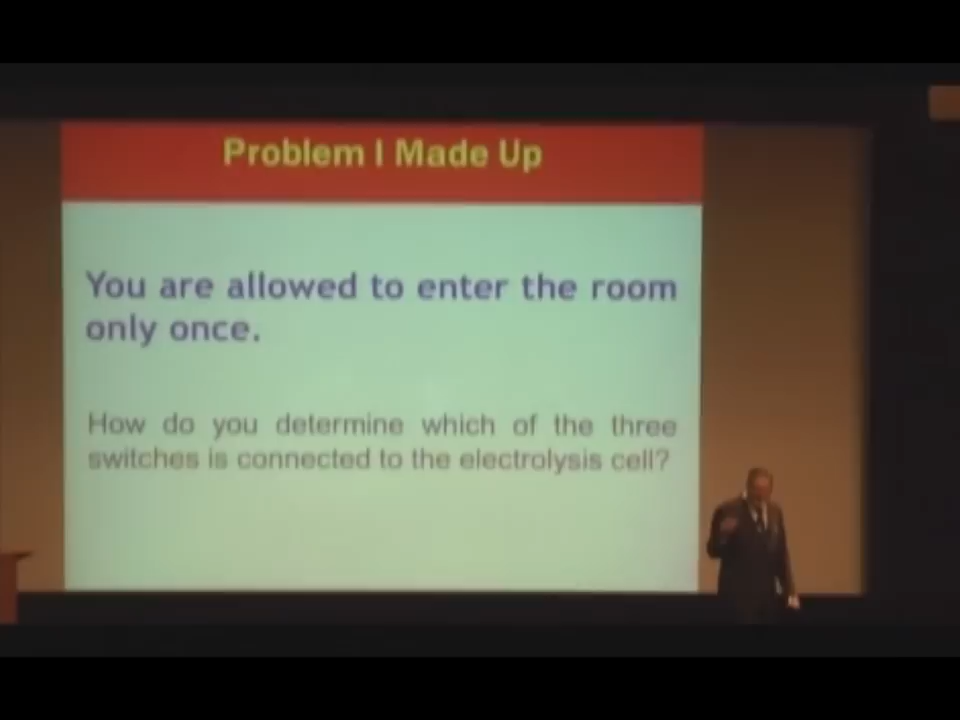 Problem I Made Up
You are allowed to enter the room
only once.
How do you determine which of the three
switches is connected to the electrolysis cell?